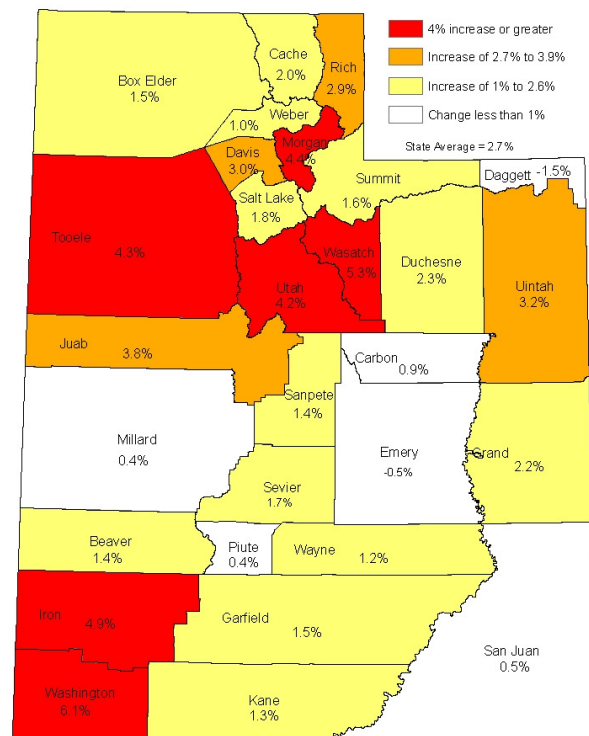 4% increase or greater
Increase of 2.7% to 3.9%
Increase of 1% to 2.6%
Change less than 1%
State Average = 2.7%
Cache
2.0%
Rich
2.9%
Box Elder
1.5%
Weber
1.0%
Morgan
4.4%
Davis
3.0%
Summit
1.6%
Daggett -1.5%
Salt Lake
1.8%
Tooele
4.3%
Wasatch
5.3%
Duchesne
2.3%
Uintah
3.2%
Utah
4.2%
Juab
3.8%
Carbon
0.9%
Sanpete
1.4%
Millard
0.4%
Emery
-0.5%
Grand
2.2%
Sevier
1.7%
Beaver
1.4%
Piute
0.4%
Wayne
1.2%
Iron
4.9%
Garfield
1.5%
San Juan
0.5%
Washington
6.1%
Kane
1.3%